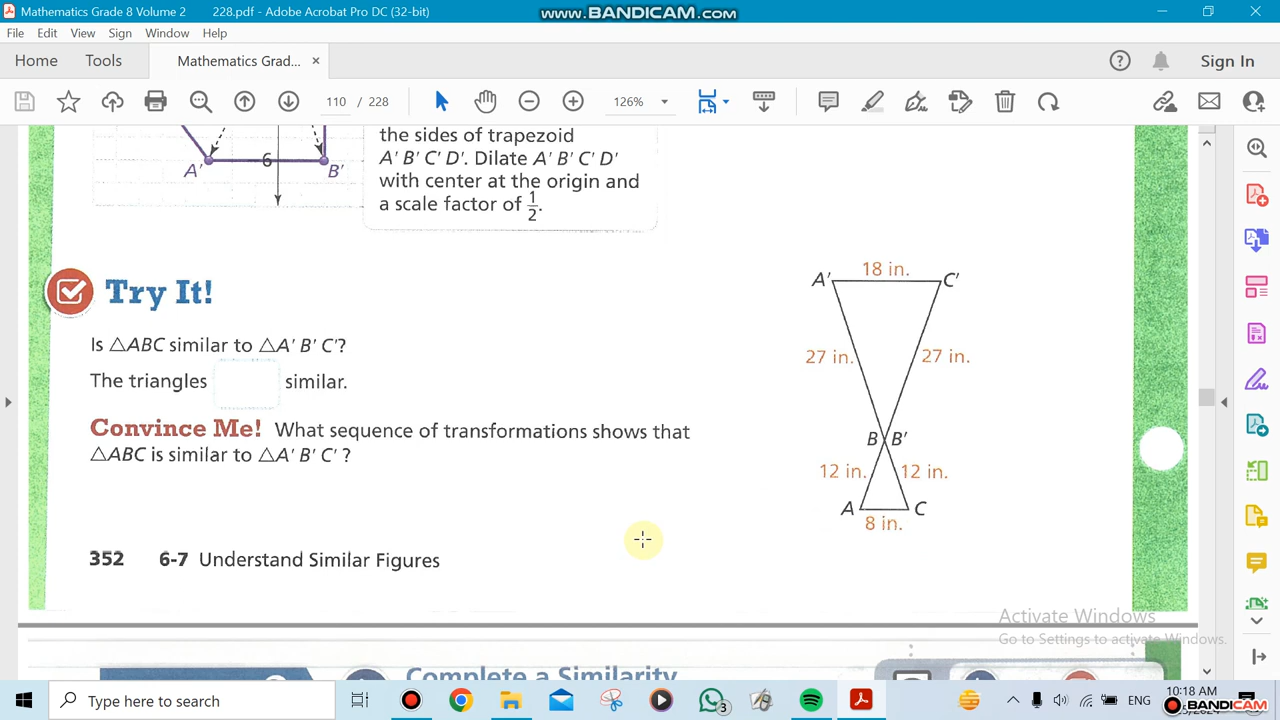 Mathematics Grade 8 Volume 2 228.pdf - Adobe Acrobat Pro DC (32-bit)
www.BANDICAM.com
File Edit View Sign Window Help
Home Tools Mathematics Grad... × Sign In
110 / 228 126%
the sides of trapezoid
A′ B′ C′ D′. Dilate A′ B′ C′ D′
with center at the origin and
a scale factor of 1/2.
A′ 6 B′
Try It!
Is △ABC similar to △A′ B′ C′?
The triangles similar.
Convince Me! What sequence of transformations shows that
△ABC is similar to △A′ B′ C′ ?
18 in.
A′ C′
27 in. 27 in.
B B′
12 in. 12 in.
A C
8 in.
352 6-7 Understand Similar Figures
Activate Windows
Go to Settings to activate Windows.
Complete a Similarity
Type here to search
3
ENG
10:18 AM
BANDICAM